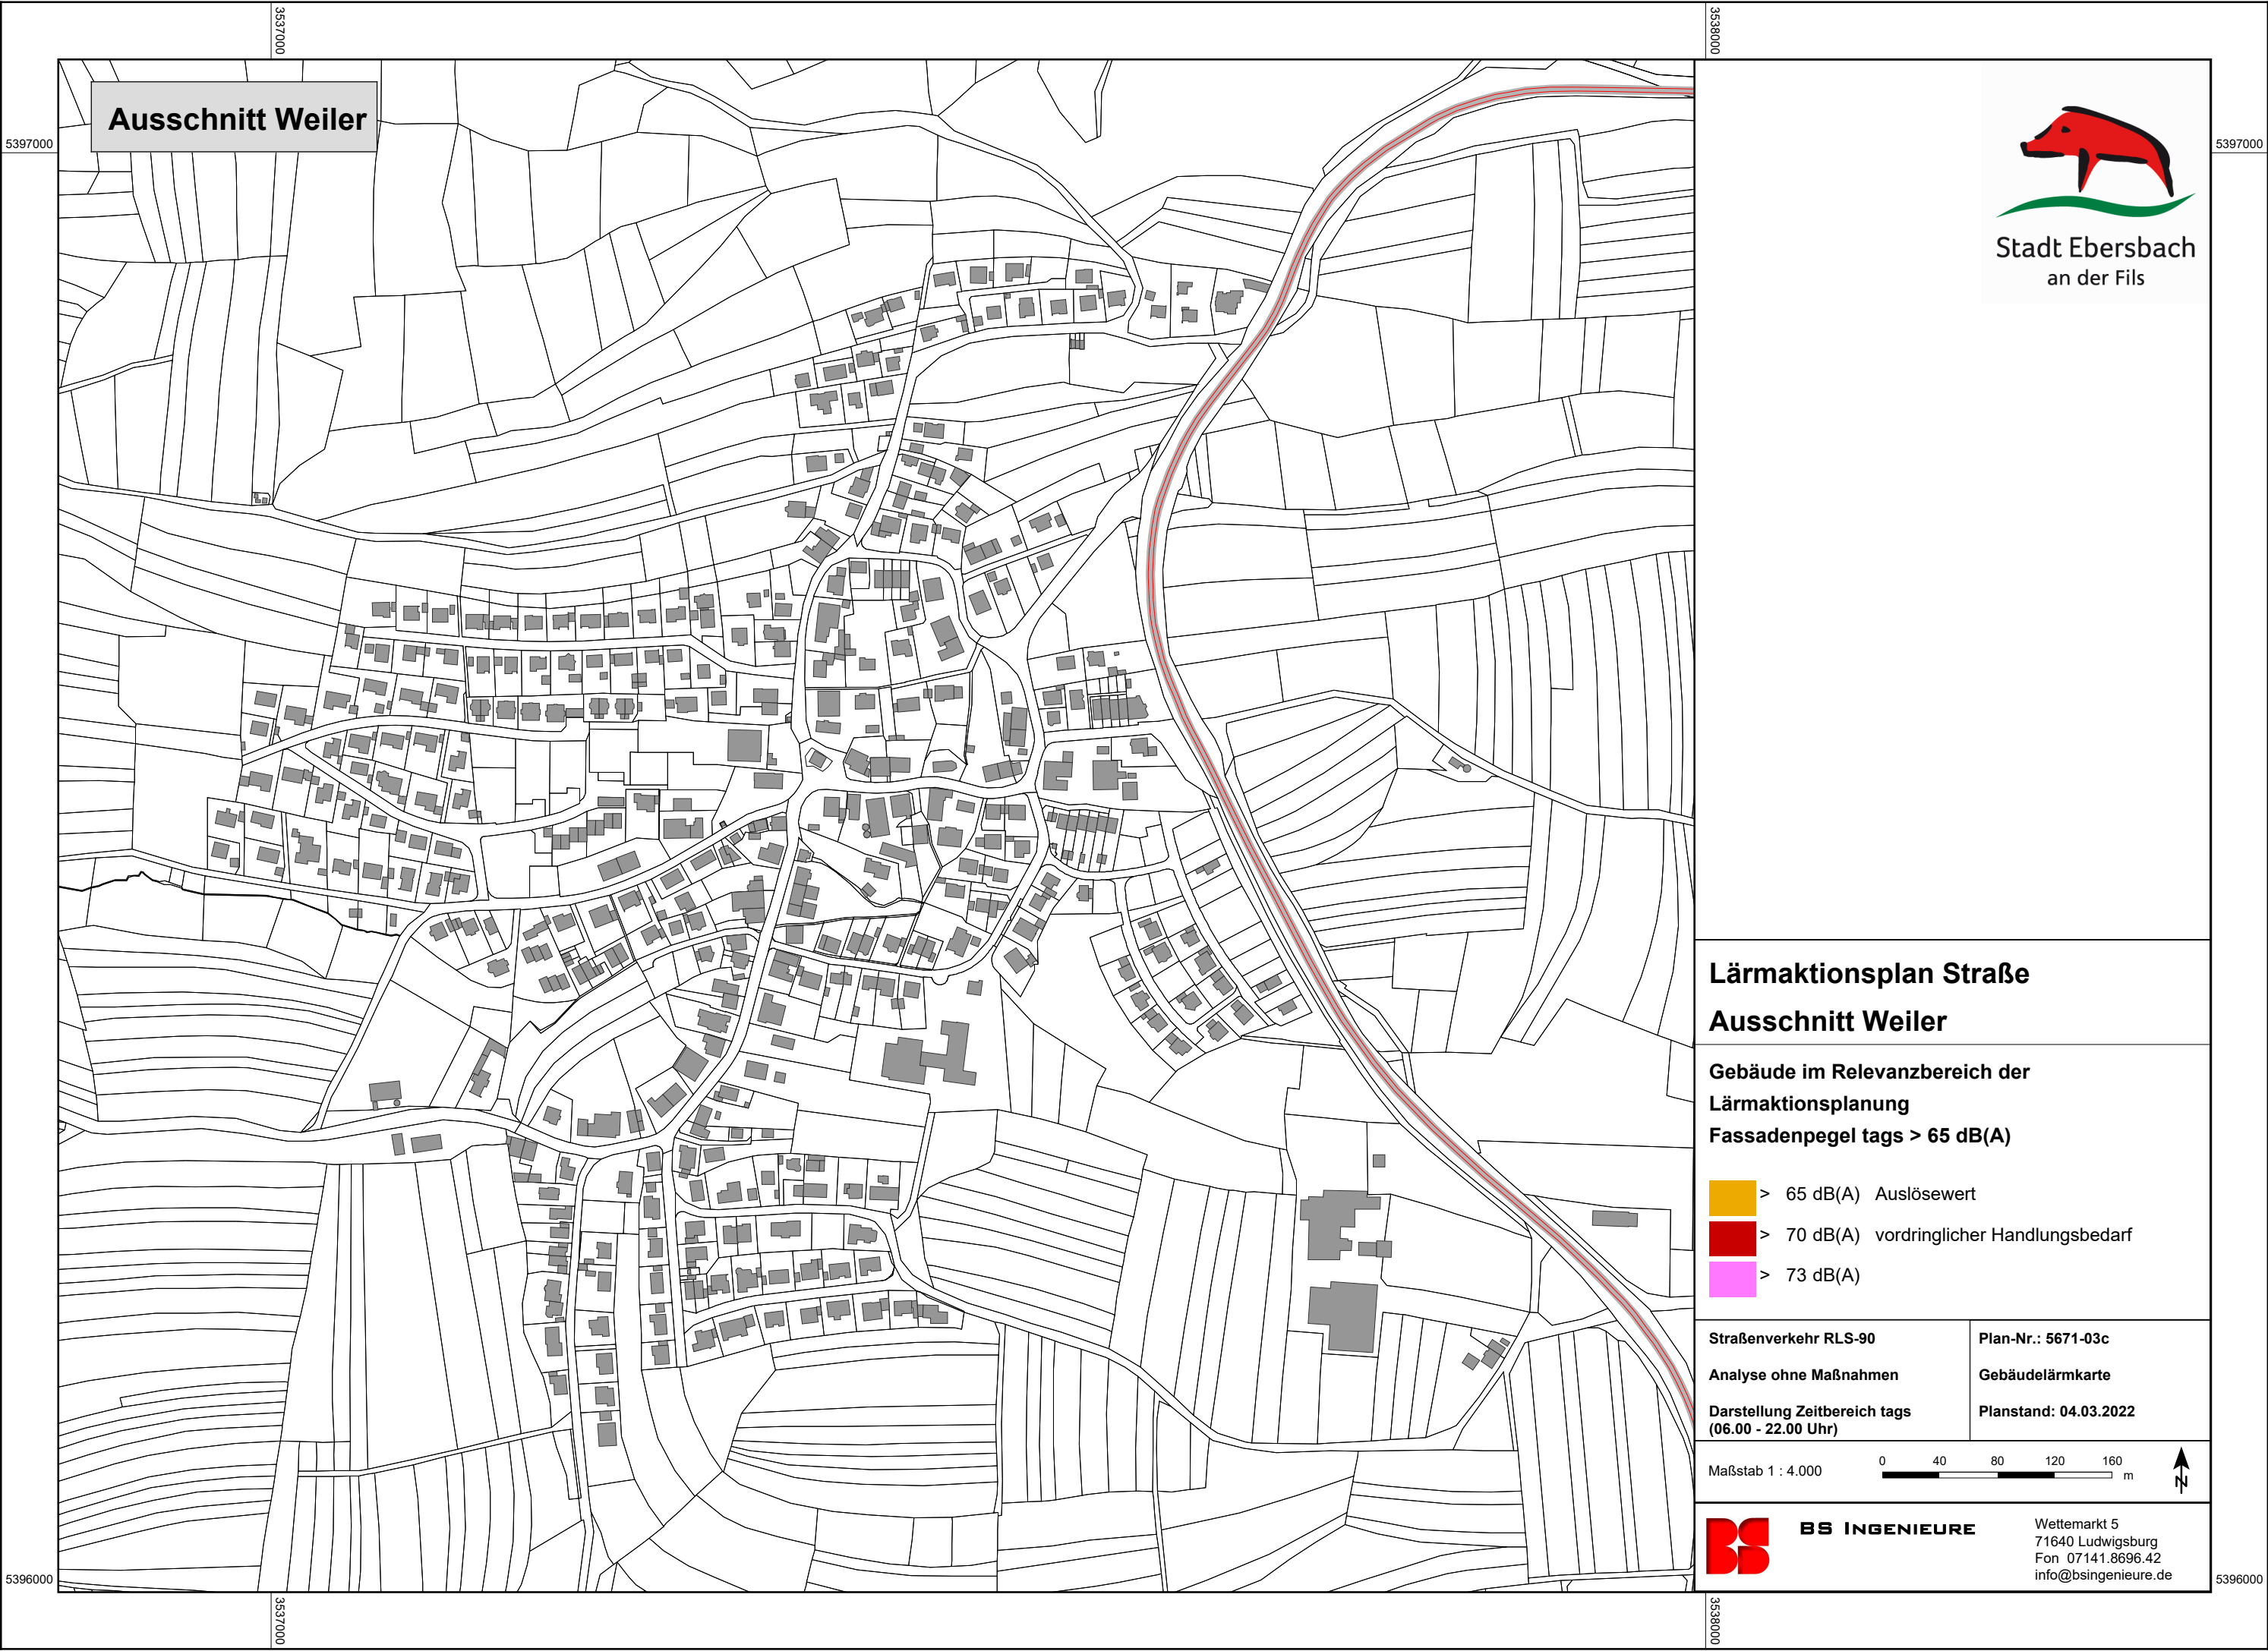 3537000
3538000
Ausschnitt Weiler
5397000
5397000
Stadt Ebersbach
an der Fils
Lärmaktionsplan Straße
Ausschnitt Weiler
Gebäude im Relevanzbereich der
Lärmaktionsplanung
Fassadenpegel tags > 65 dB(A)
> 65 dB(A) Auslösewert
> 70 dB(A) vordringlicher Handlungsbedarf
> 73 dB(A)
Straßenverkehr RLS-90
Analyse ohne Maßnahmen
Darstellung Zeitbereich tags
(06.00 - 22.00 Uhr)
Plan-Nr.: 5671-03c
Gebäudelärmkarte
Planstand: 04.03.2022
Maßstab 1 : 4.000
0 40 80 120 160
m
N
BS
BS INGENIEURE
Wettemarkt 5
71640 Ludwigsburg
Fon 07141.8696.42
info@bsingenieure.de
5396000
5396000
3537000
3538000